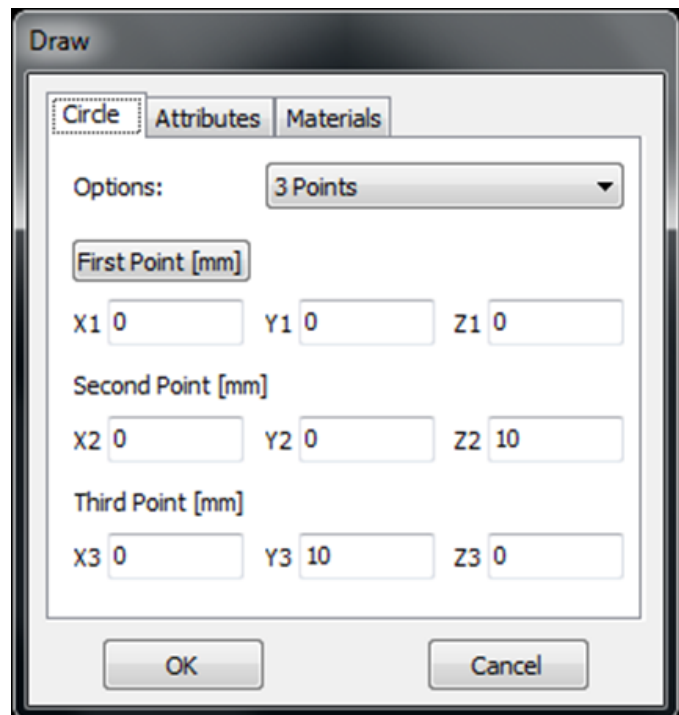 Draw
Circle Attributes Materials
Options: 3 Points
First Point [mm]
X1 0 Y1 0 Z1 0
Second Point [mm]
X2 0 Y2 0 Z2 10
Third Point [mm]
X3 0 Y3 10 Z3 0
OK Cancel